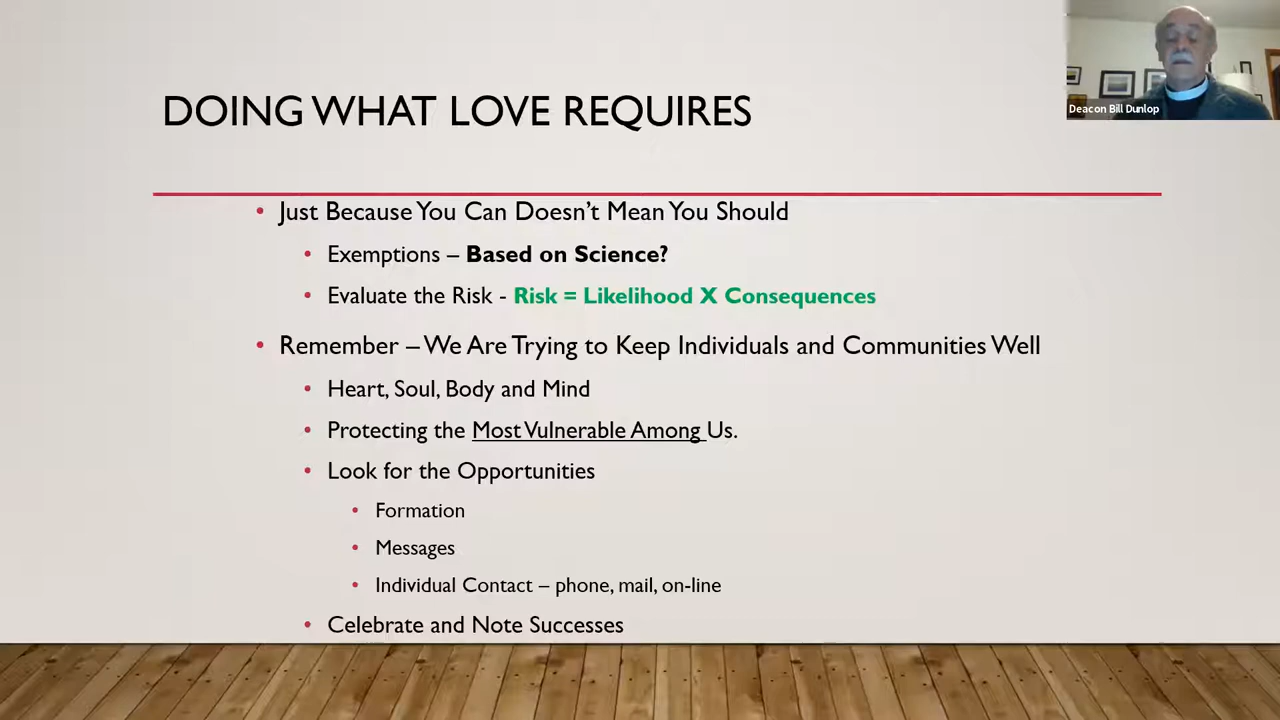 DOING WHAT LOVE REQUIRES
Deacon Bill Dunlop
• Just Because You Can Doesn't Mean You Should
• Exemptions – Based on Science?
• Evaluate the Risk - Risk = Likelihood X Consequences
• Remember – We Are Trying to Keep Individuals and Communities Well
• Heart, Soul, Body and Mind
• Protecting the Most Vulnerable Among Us.
• Look for the Opportunities
• Formation
• Messages
• Individual Contact – phone, mail, on-line
• Celebrate and Note Successes